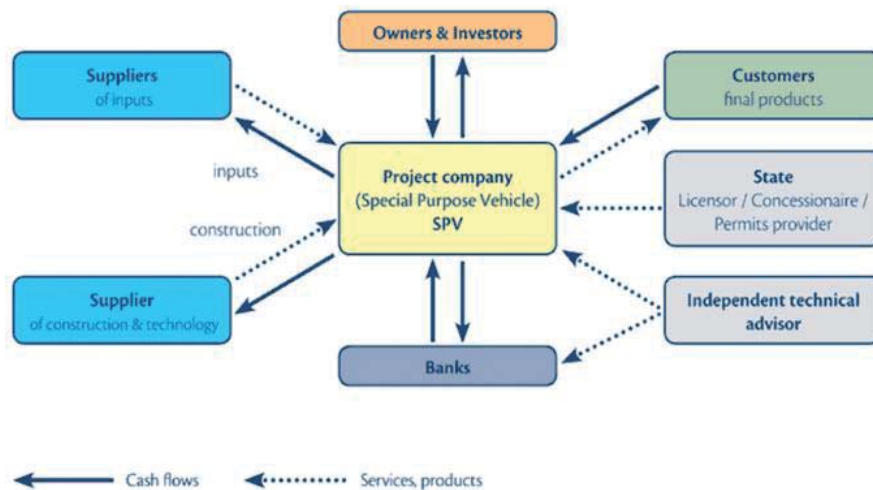 Owners & Investors
Suppliers
of inputs
Customers
final products
inputs
Project company
(Special Purpose Vehicle)
SPV
State
Licensor / Concessionaire /
Permits provider
construction
Supplier
of construction & technology
Independent technical
advisor
Banks
Cash flows
Services, products